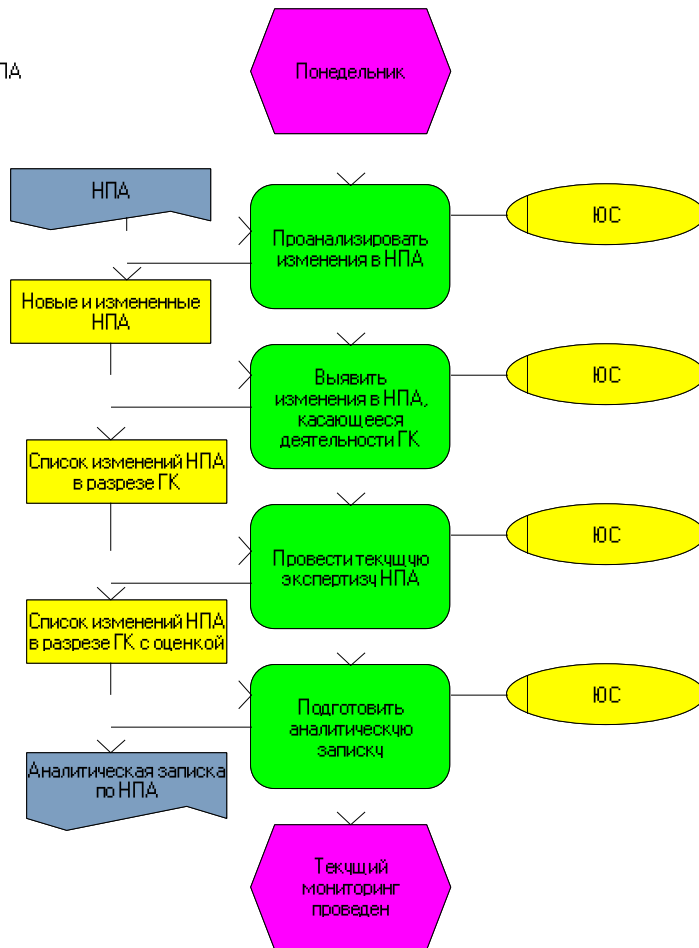 ПА
Понедельник
НПА
Проанализировать
изменения в НПА
ЮС
Новые и измененные
НПА
Выявить
изменения в НПА,
касающееся
деятельности ГК
ЮС
Список изменений НПА
в разрезе ГК
Провести текущую
экспертизу НПА
ЮС
Список изменений НПА
в разрезе ГК с оценкой
Подготовить
аналитическую
записку
ЮС
Аналитическая записка
по НПА
Текущий
мониторинг
проведен